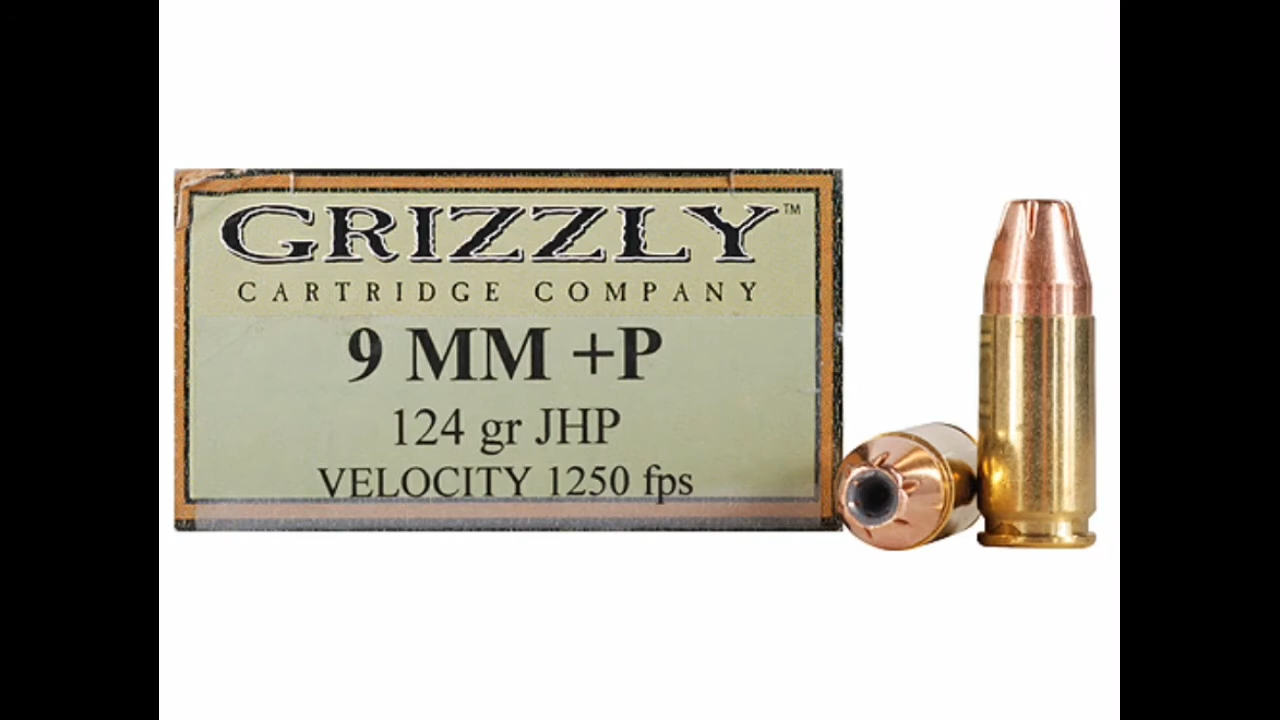 GRIZZLY™
CARTRIDGE COMPANY
9 MM +P
124 gr JHP
VELOCITY 1250 fps